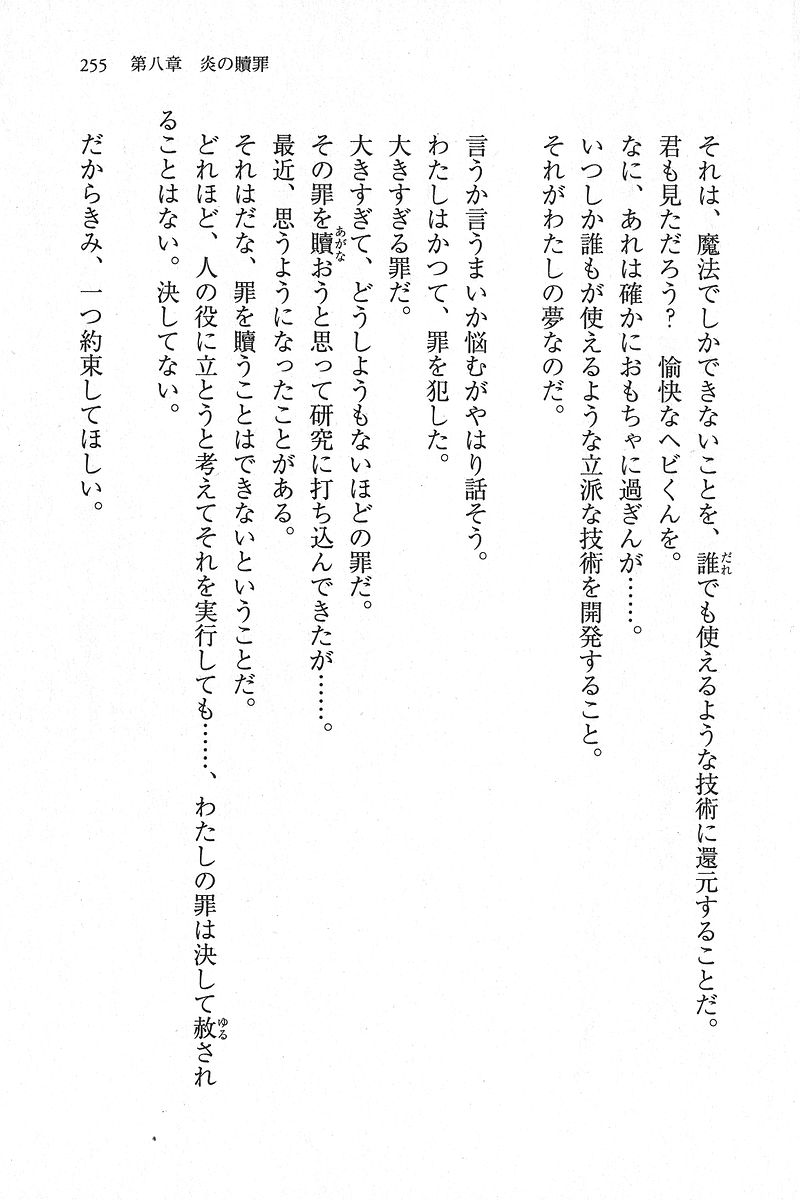 255　第八章　炎の贖罪
それは、魔法でしかできないことを、誰でも使えるような技術に還元することだ。
君も見ただろう？　愉快なヘビくんを。
なに、あれは確かにおもちゃに過ぎんが……。
いつしか誰もが使えるような立派な技術を開発すること。
それがわたしの夢なのだ。
言うか言うまいか悩むがやはり話そう。
わたしはかつて、罪を犯した。
大きすぎる罪だ。
大きすぎて、どうしようもないほどの罪だ。
その罪を贖おうと思って研究に打ち込んできたが……。
最近、思うようになったことがある。
それはだな、罪を贖うことはできないということだ。
どれほど、人の役に立とうと考えてそれを実行しても……、わたしの罪は決して赦され
ることはない。決してない。
だからきみ、一つ約束してほしい。
だれ
あがな
ゆる